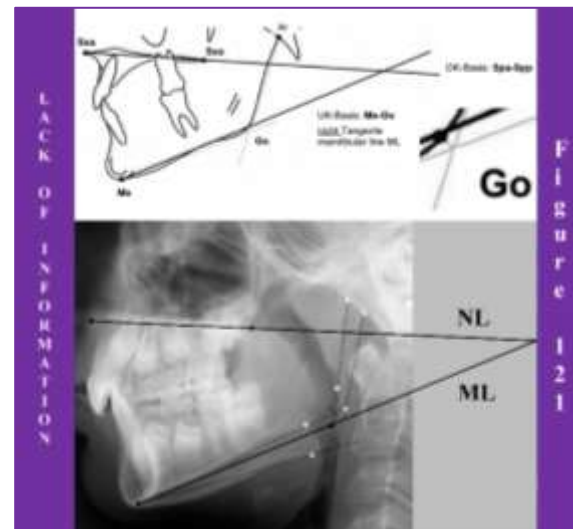 LACK OF INFORMATION
Spa
Spp
OK-Basis: Spa-Spp
UK-Basis: Me-Go
nicht Tangente
mandibular line ML
Go
Me
Go
NL
ML
Figure 121